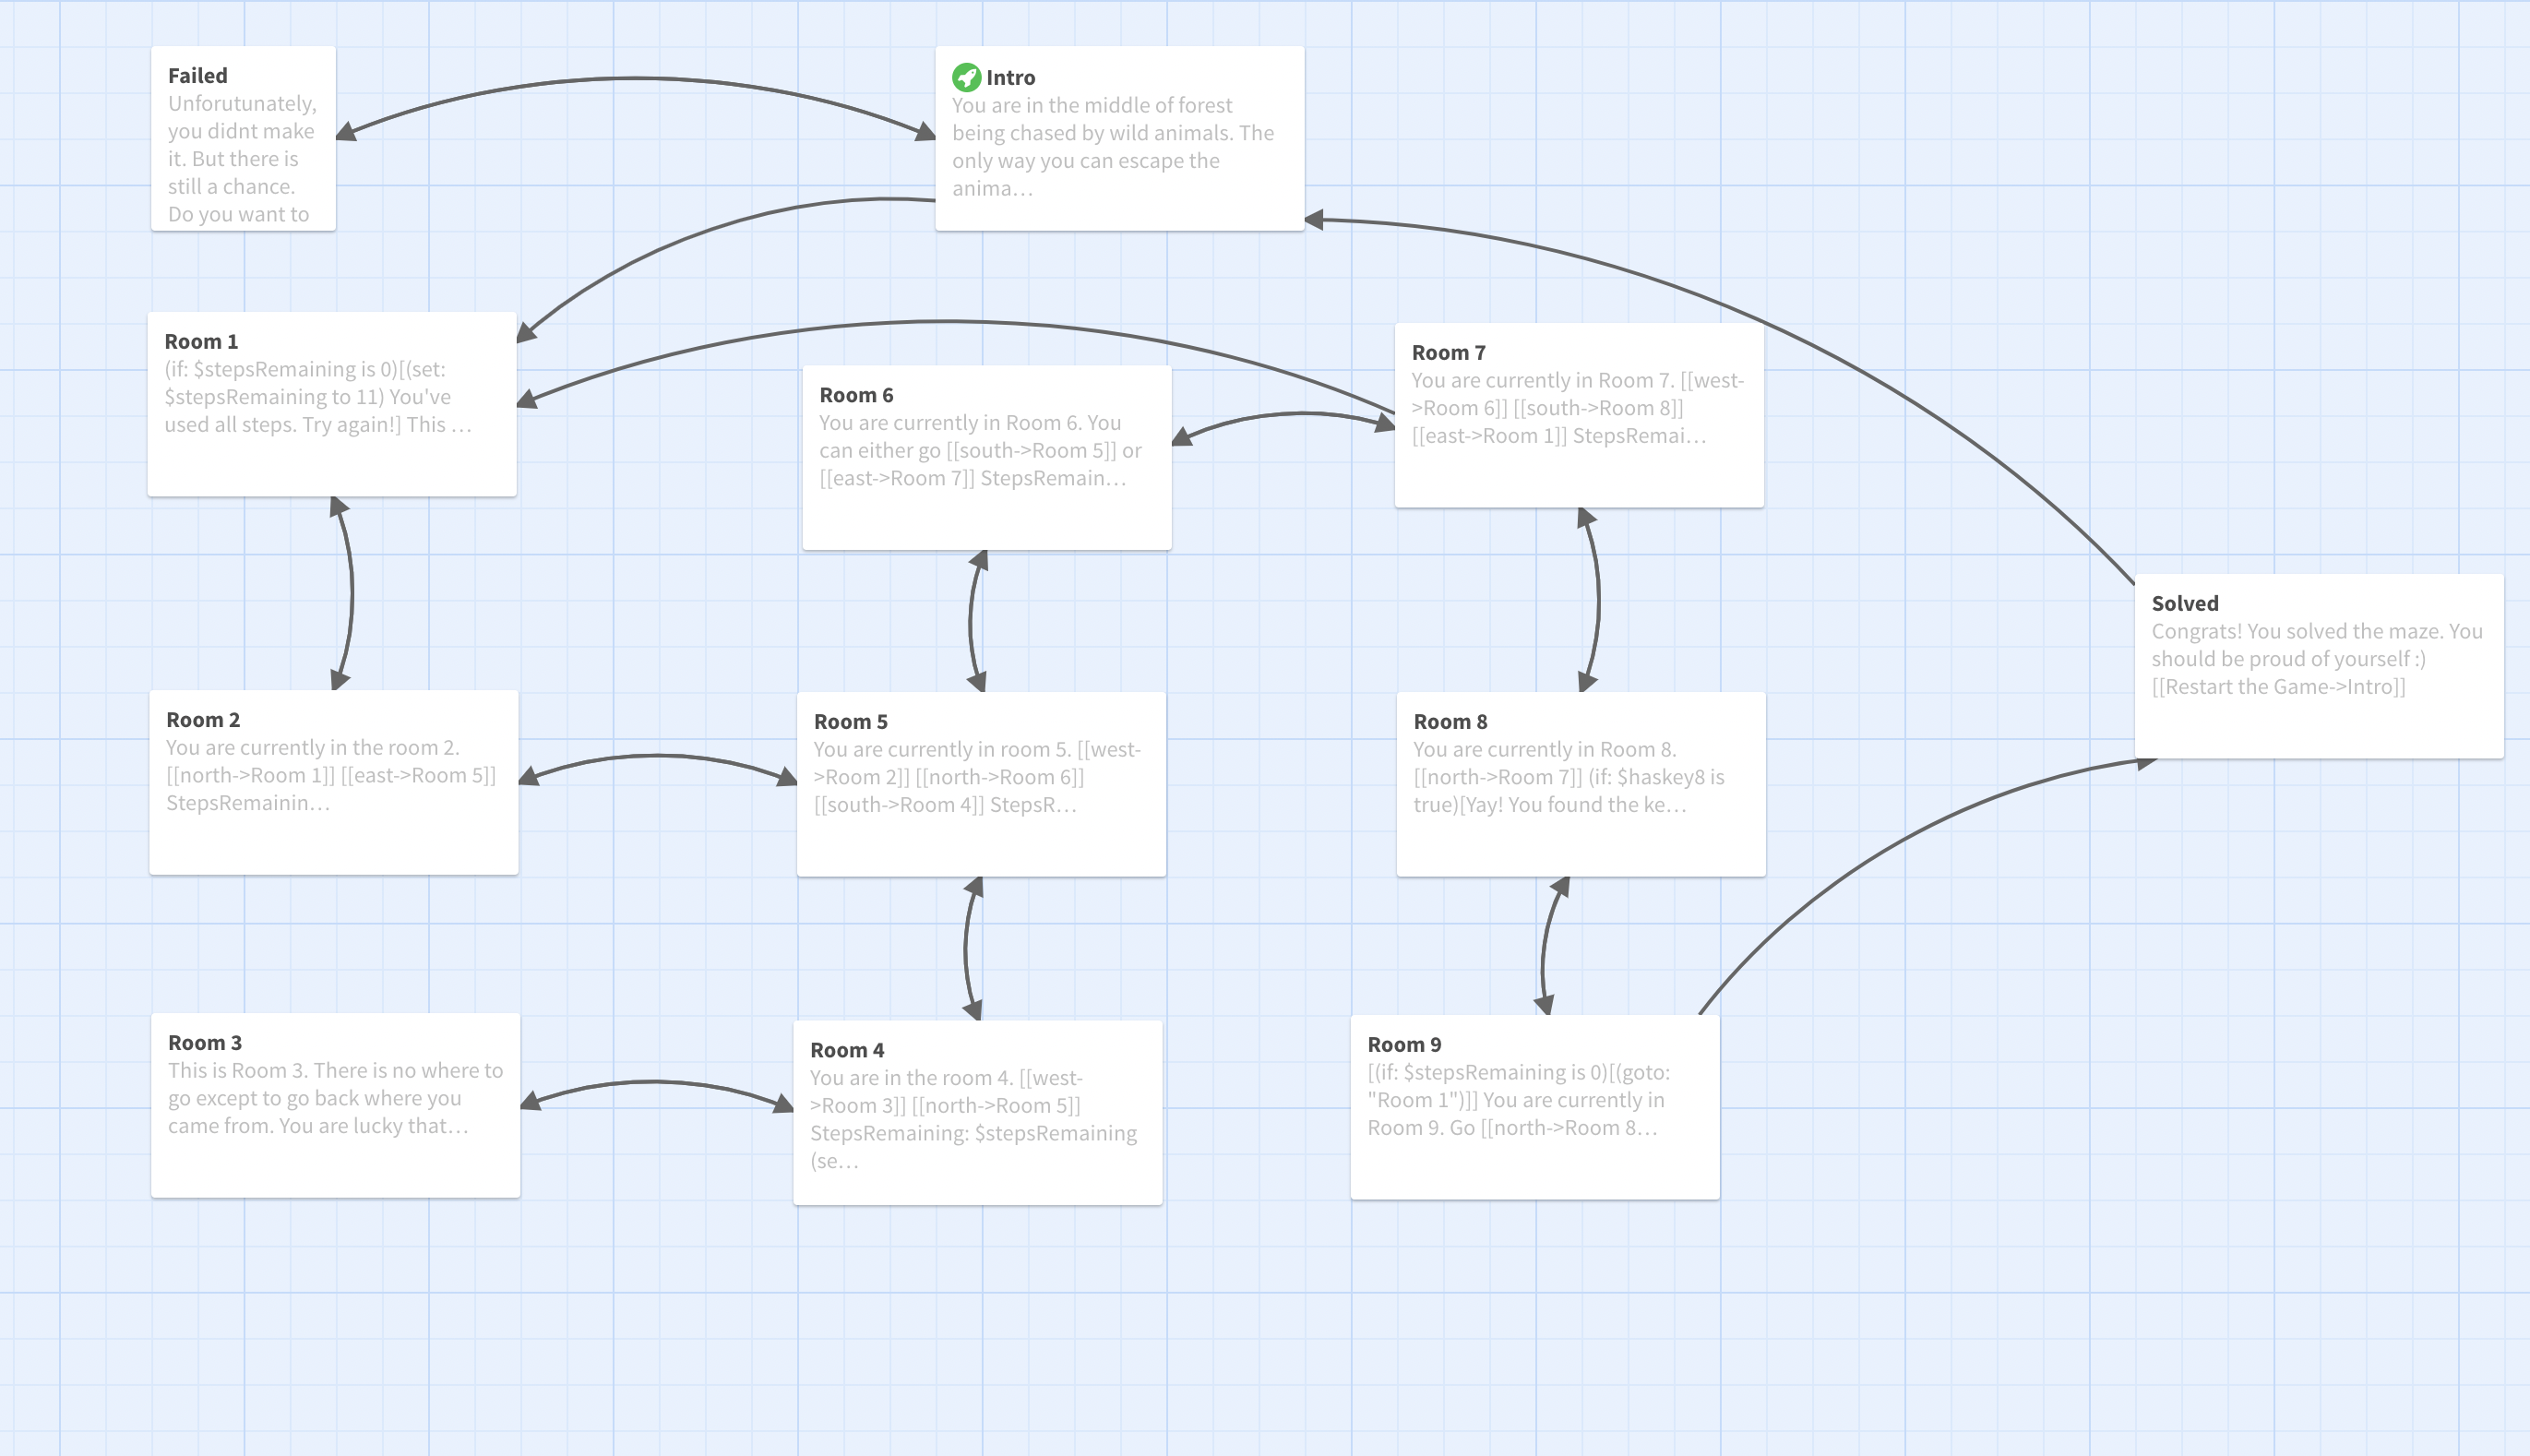 Failed
Unforutunately,
you didnt make
it. But there is
still a chance.
Do you want to
Intro
You are in the middle of forest
being chased by wild animals. The
only way you can escape the
anima…
Room 1
(if: $stepsRemaining is 0)[(set:
$stepsRemaining to 11) You've
used all steps. Try again!] This …
Room 6
You are currently in Room 6. You
can either go [[south->Room 5]] or
[[east->Room 7]] StepsRemain…
Room 7
You are currently in Room 7. [[west-
>Room 6]] [[south->Room 8]]
[[east->Room 1]] StepsRemai…
Solved
Congrats! You solved the maze. You
should be proud of yourself :)
[[Restart the Game->Intro]]
Room 2
You are currently in the room 2.
[[north->Room 1]] [[east->Room 5]]
StepsRemainin…
Room 5
You are currently in room 5. [[west-
>Room 2]] [[north->Room 6]]
[[south->Room 4]] StepsR…
Room 8
You are currently in Room 8.
[[north->Room 7]] (if: $haskey8 is
true)[Yay! You found the ke…
Room 3
This is Room 3. There is no where to
go except to go back where you
came from. You are lucky that…
Room 4
You are in the room 4. [[west-
>Room 3]] [[north->Room 5]]
StepsRemaining: $stepsRemaining
(se…
Room 9
[(if: $stepsRemaining is 0)[(goto:
"Room 1")]] You are currently in
Room 9. Go [[north->Room 8…